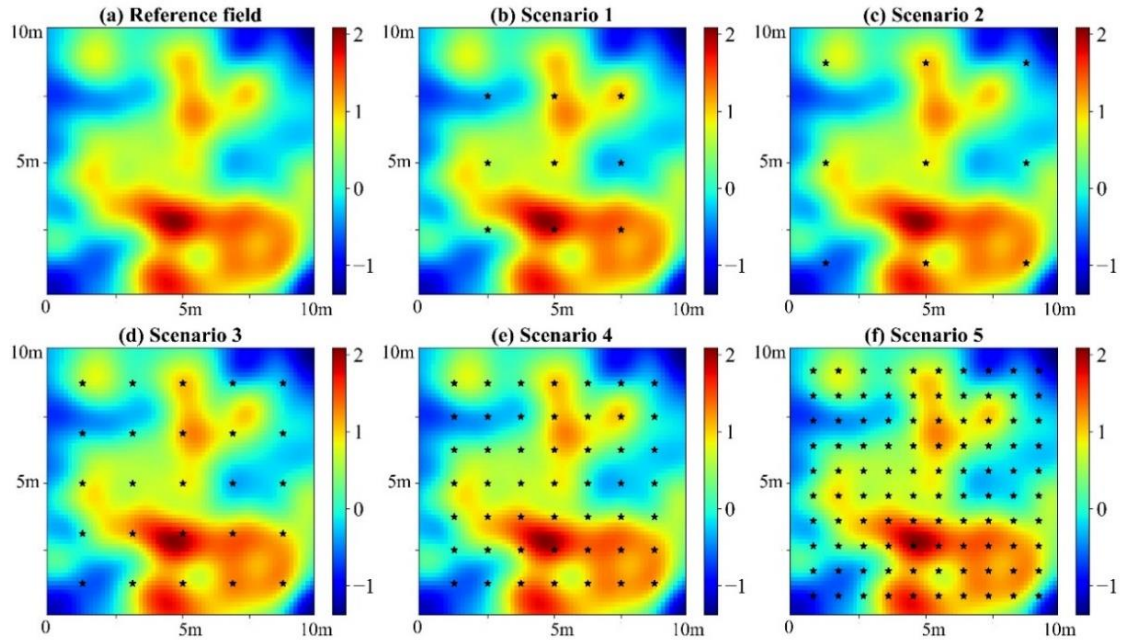 (a) Reference field
(b) Scenario 1
(c) Scenario 2
10m
5m
0
5m
10m
2
1
0
−1
10m
5m
0
5m
10m
2
1
0
−1
10m
5m
0
5m
10m
2
1
0
−1
(d) Scenario 3
(e) Scenario 4
(f) Scenario 5
10m
5m
0
5m
10m
2
1
0
−1
10m
5m
0
5m
10m
2
1
0
−1
10m
5m
0
5m
10m
2
1
0
−1